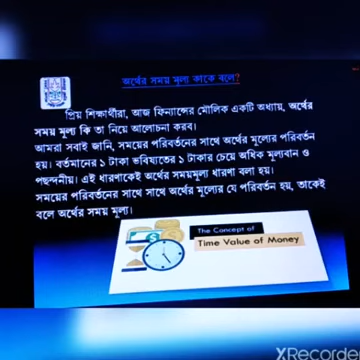 অর্থের সময় মূল্য কাকে বলে?
প্রিয় শিক্ষার্থীরা, আজ ফিন্যান্সের মৌলিক একটি অধ্যায়, অর্থের
সময় মূল্য কি তা নিয়ে আলোচনা করব।
আমরা সবাই জানি, সময়ের পরিবর্তনের সাথে অর্থের মূল্যের পরিবর্তন
হয়। বর্তমানের ১ টাকা ভবিষ্যতের ১ টাকার চেয়ে অধিক মূল্যবান ও
পছন্দনীয়। এই ধারণাকেই অর্থের সময়মূল্য ধারণা বলা হয়।
সময়ের পরিবর্তনের সাথে সাথে অর্থের মূল্যের যে পরিবর্তন হয়, তাকেই
বলে অর্থের সময় মূল্য।
The Concept of
Time Value of Money
XRecorder